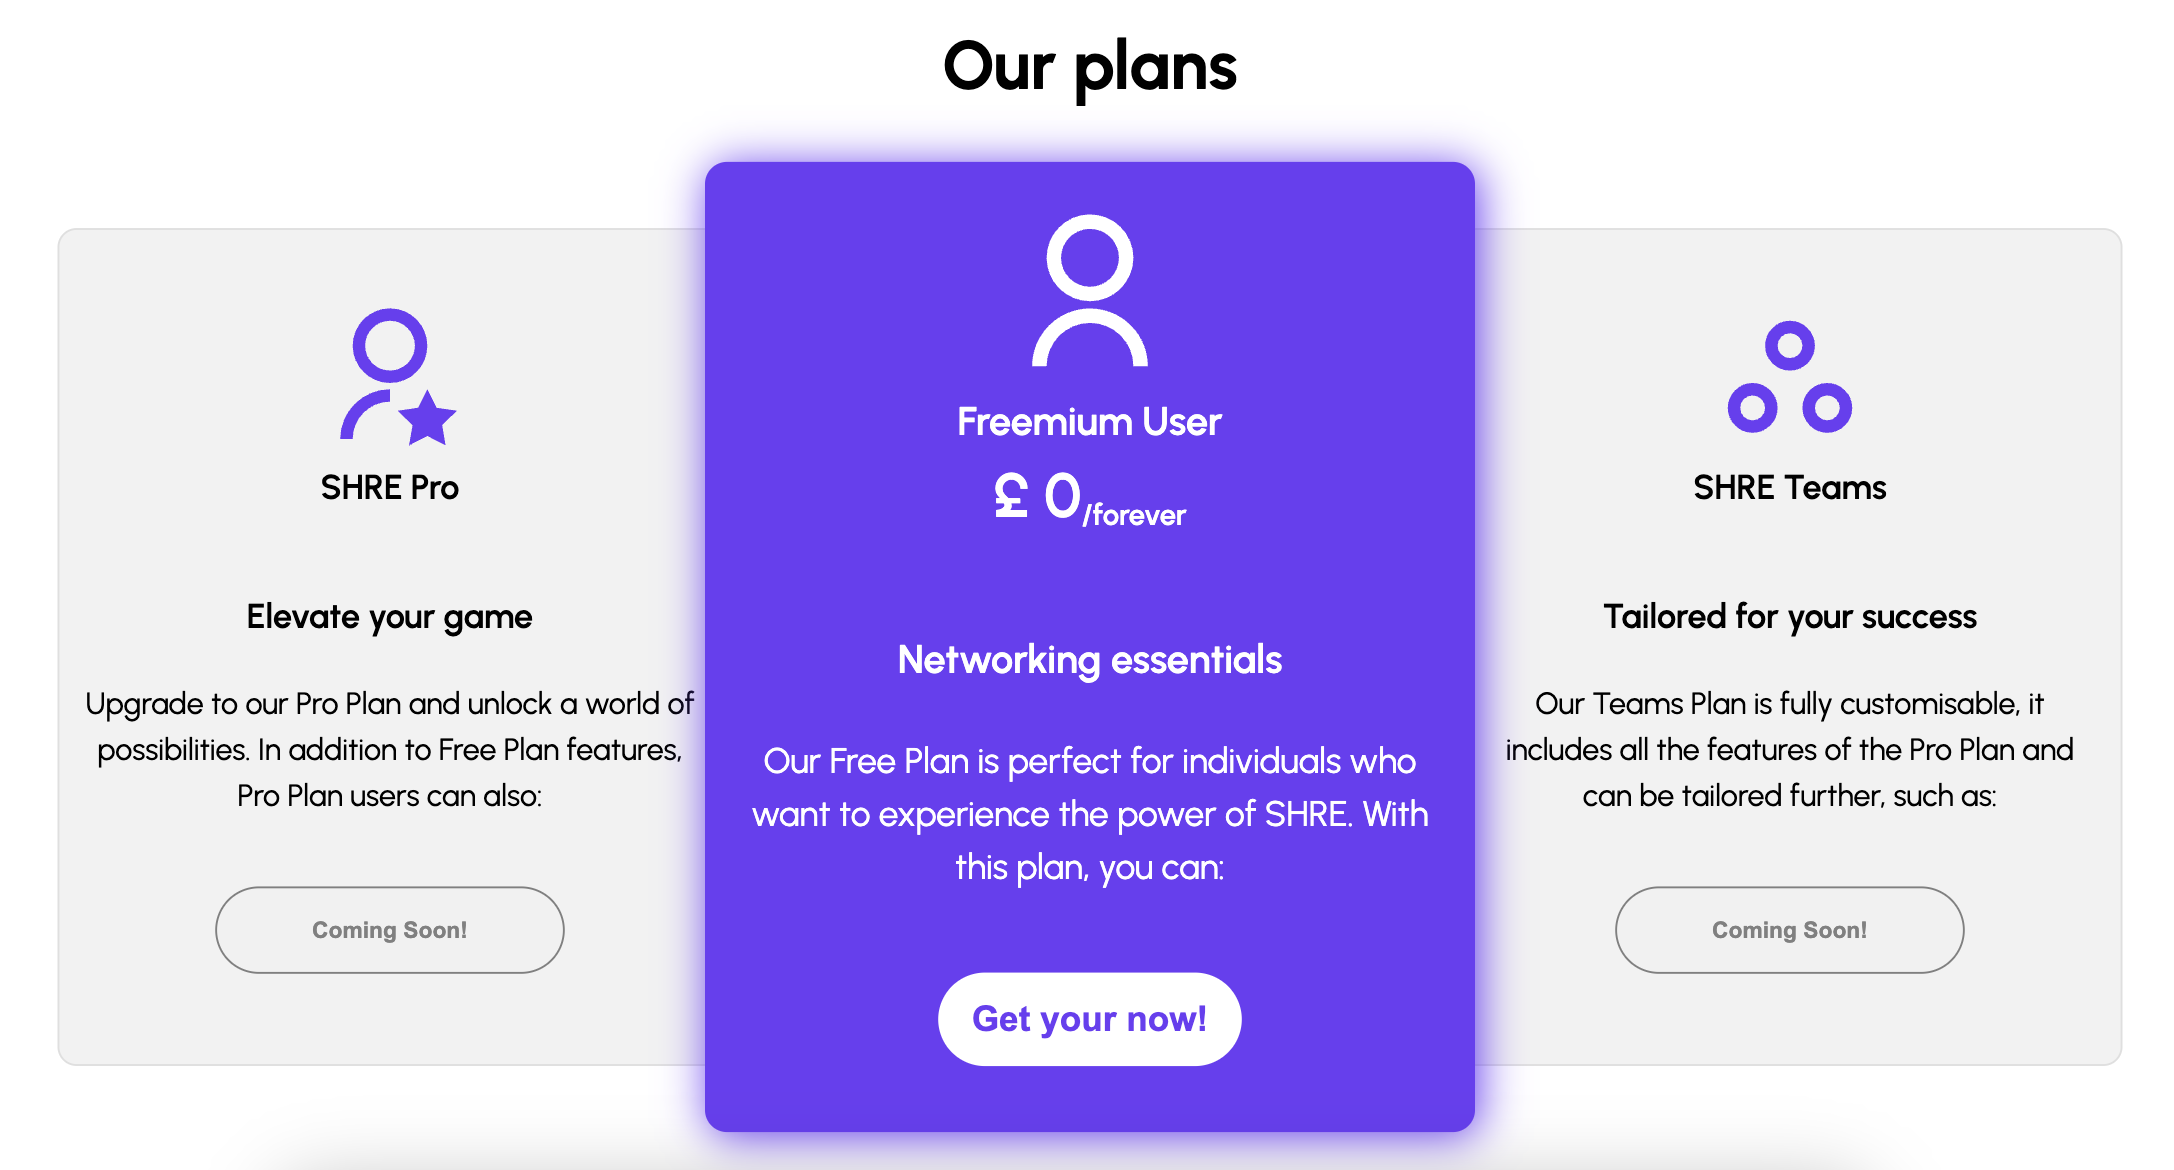 Our plans
SHRE Pro
Elevate your game
Upgrade to our Pro Plan and unlock a world of
possibilities. In addition to Free Plan features,
Pro Plan users can also:
Coming Soon!
Freemium User
£ 0/forever
Networking essentials
Our Free Plan is perfect for individuals who
want to experience the power of SHRE. With
this plan, you can:
Get your now!
SHRE Teams
Tailored for your success
Our Teams Plan is fully customisable, it
includes all the features of the Pro Plan and
can be tailored further, such as:
Coming Soon!